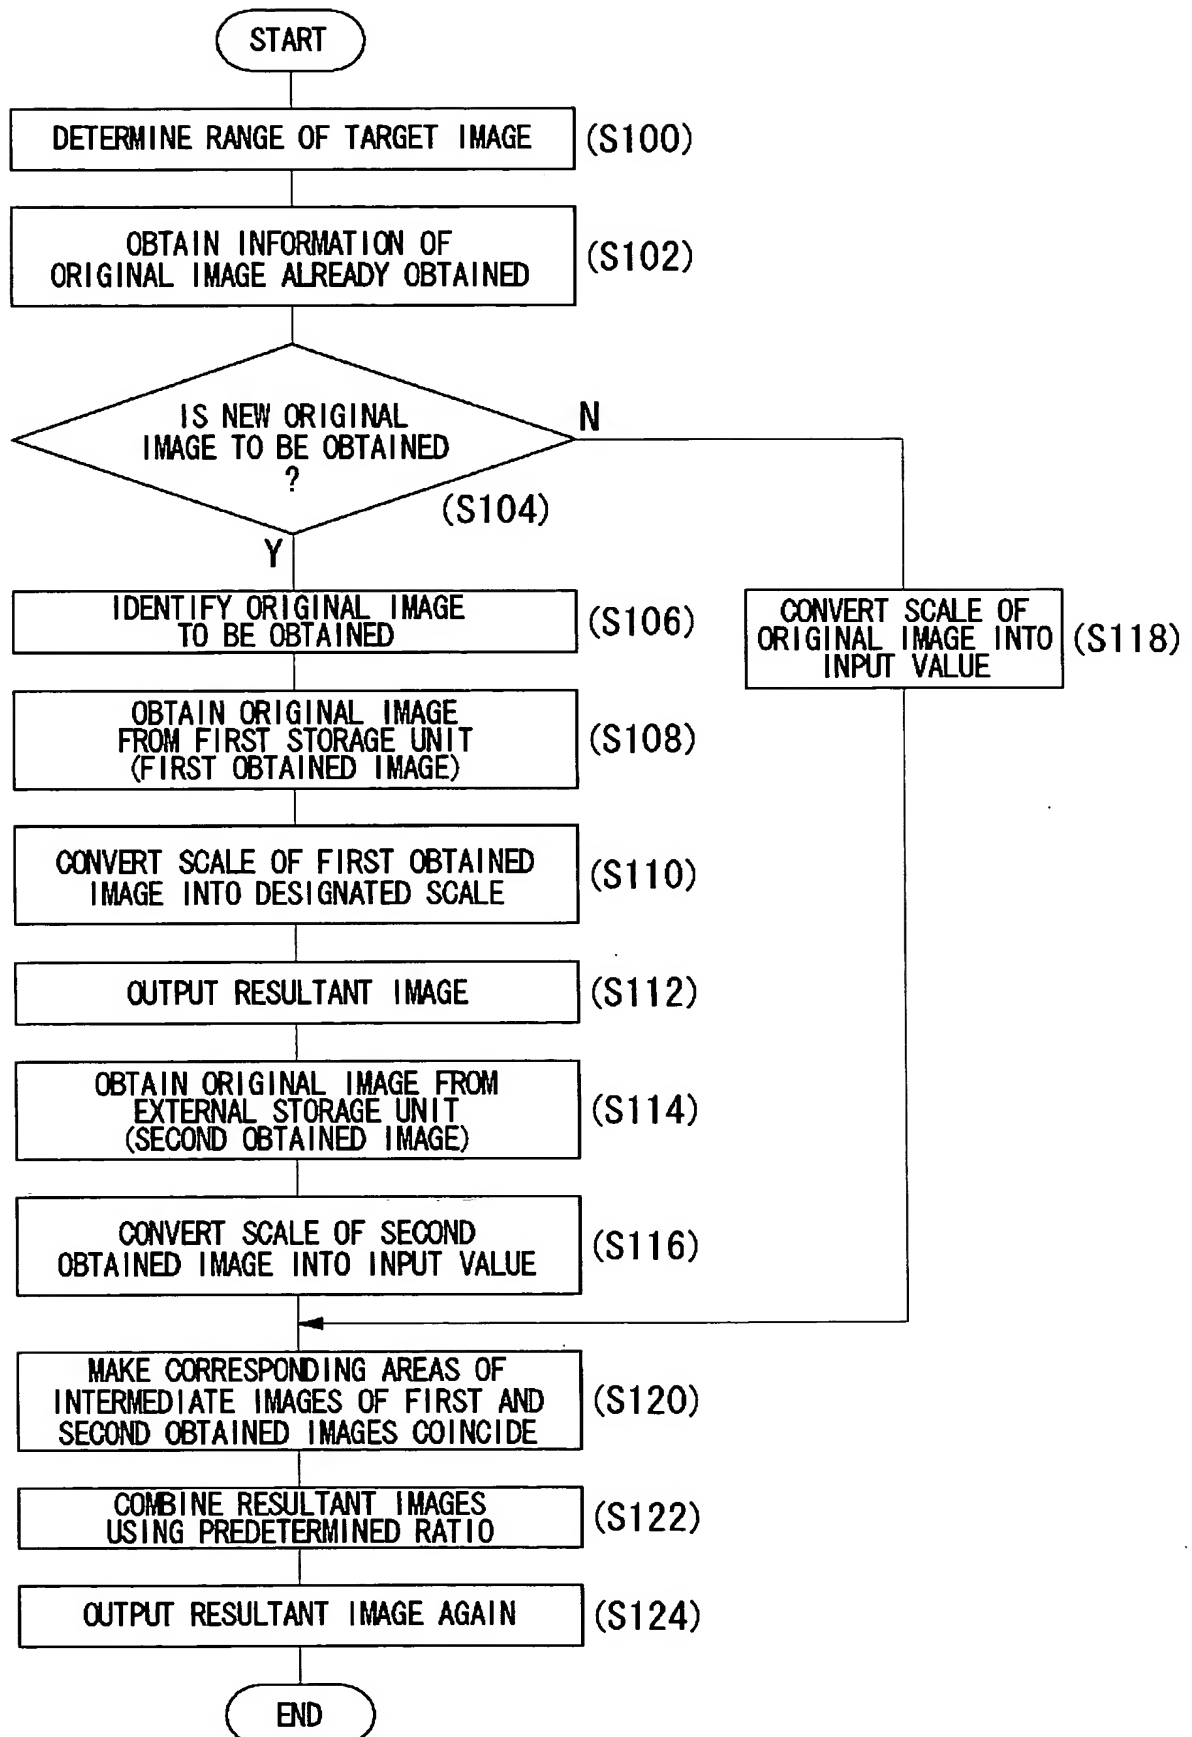 START
DETERMINE RANGE OF TARGET IMAGE
(S100)
OBTAIN INFORMATION OF
ORIGINAL IMAGE ALREADY OBTAINED
(S102)
IS NEW ORIGINAL
IMAGE TO BE OBTAINED
?
(S104)
N
Y
IDENTIFY ORIGINAL IMAGE
TO BE OBTAINED
(S106)
CONVERT SCALE OF
ORIGINAL IMAGE INTO
INPUT VALUE
(S118)
OBTAIN ORIGINAL IMAGE
FROM FIRST STORAGE UNIT
(FIRST OBTAINED IMAGE)
(S108)
CONVERT SCALE OF FIRST OBTAINED
IMAGE INTO DESIGNATED SCALE
(S110)
OUTPUT RESULTANT IMAGE
(S112)
OBTAIN ORIGINAL IMAGE FROM
EXTERNAL STORAGE UNIT
(SECOND OBTAINED IMAGE)
(S114)
CONVERT SCALE OF SECOND
OBTAINED IMAGE INTO INPUT VALUE
(S116)
MAKE CORRESPONDING AREAS OF
INTERMEDIATE IMAGES OF FIRST AND
SECOND OBTAINED IMAGES COINCIDE
(S120)
COMBINE RESULTANT IMAGES
USING PREDETERMINED RATIO
(S122)
OUTPUT RESULTANT IMAGE AGAIN
(S124)
END